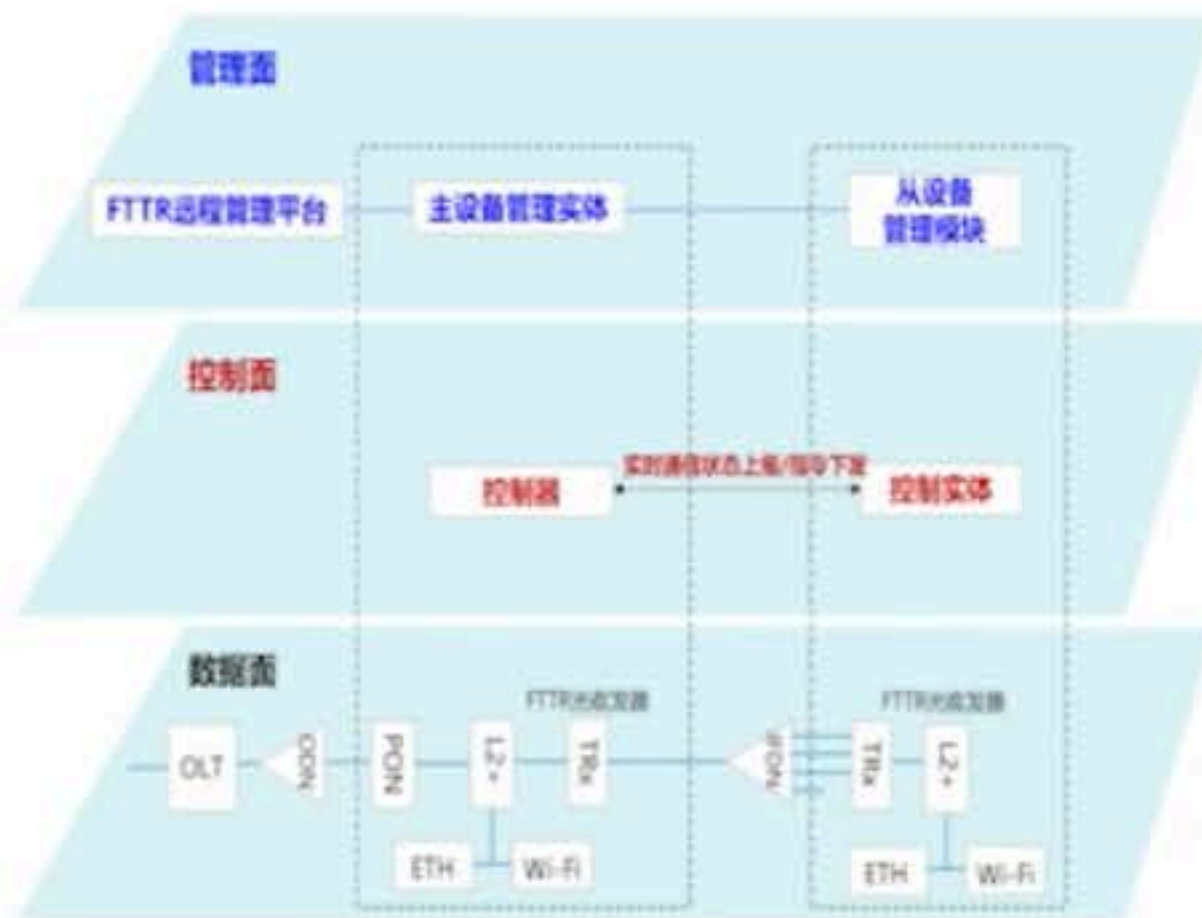 管理面
FTTR远程管理平台
主设备管理实体
从设备
管理模块
控制面
实时通信状态上报/指导下发
控制器
控制实体
数据面
FTTR光收发器
FTTR光收发器
OLT
ODN
PON
L2+
TRx
IFDN
TRx
L2+
ETH
Wi-Fi
ETH
Wi-Fi